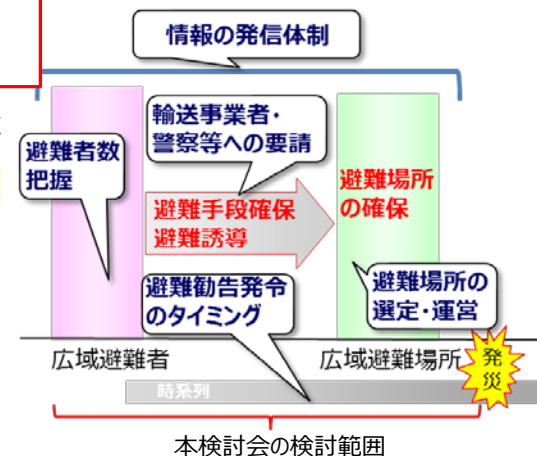 情報の発信体制
輸送事業者・
警察等への要請
避難者数
把握
避難場所
の確保
避難手段確保
避難誘導
避難勧告発令
のタイミング
避難場所の
選定・運営
広域避難者
広域避難場所
発
災
時系列
本検討会の検討範囲